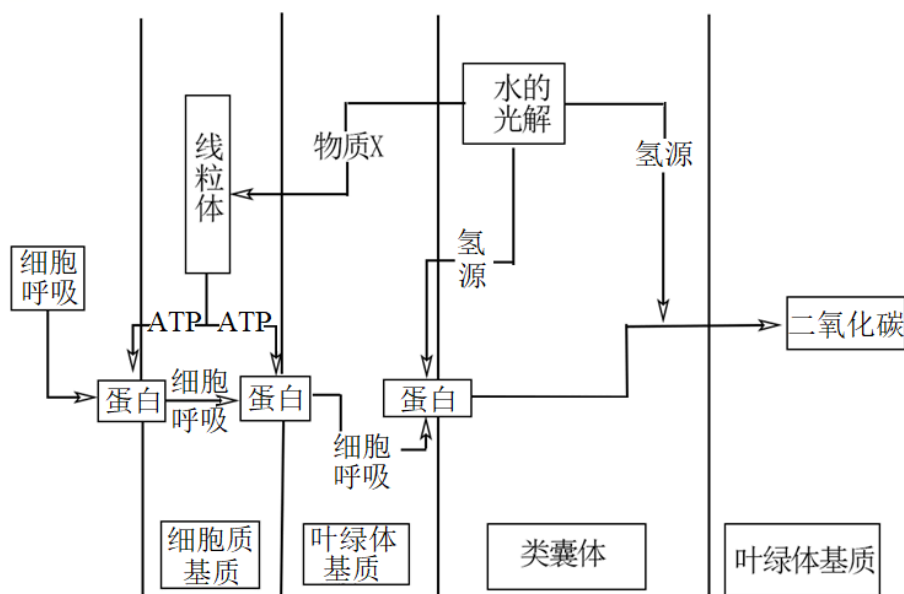 水的
光解
物质X
氢源
线
粒
体
氢
源
细胞
呼吸
ATP ATP
二氧化碳
蛋白
细胞
呼吸
蛋白
蛋白
细胞
呼吸
细胞质
基质
叶绿体
基质
类囊体
叶绿体基质